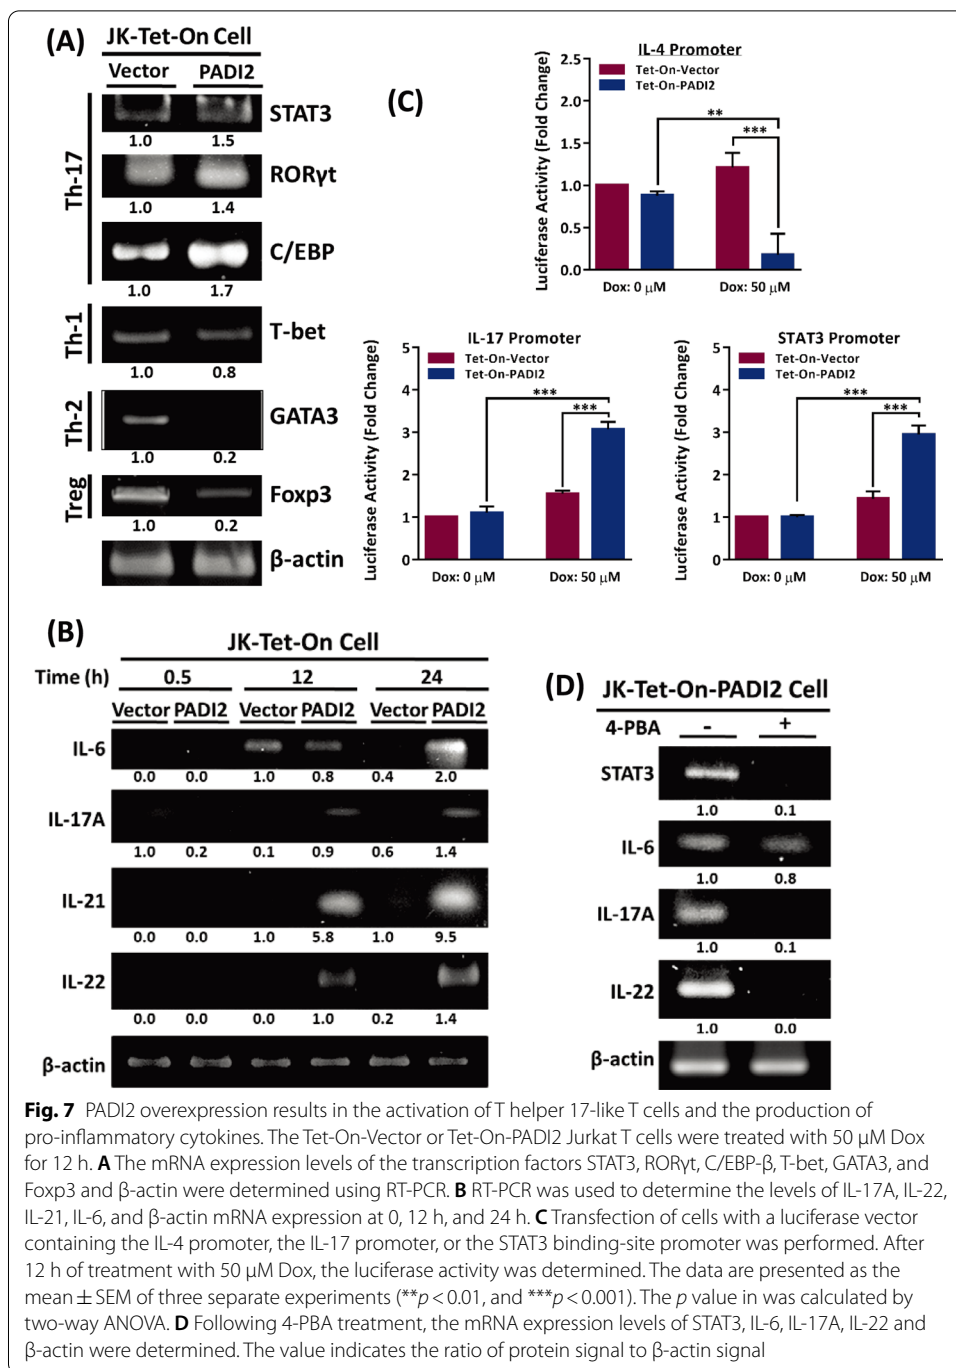 (A)
JK-Tet-On Cell
Vector PADI2
Th-17
STAT3
1.0 1.5
RORγt
1.0 1.4
C/EBP
1.0 1.7
Th-1
T-bet
1.0 0.8
Th-2
GATA3
1.0 0.2
Treg
Foxp3
1.0 0.2
β-actin
(C)
IL-4 Promoter
Tet-On-Vector
Tet-On-PADI2
Luciferase Activity (Fold Change)
2.5
2.0
1.5
1.0
0.5
0.0
**
***
Dox: 0 μM Dox: 50 μM
IL-17 Promoter
Tet-On-Vector
Tet-On-PADI2
Luciferase Activity (Fold Change)
5
4
3
2
1
0
***
***
Dox: 0 μM Dox: 50 μM
STAT3 Promoter
Tet-On-Vector
Tet-On-PADI2
Luciferase Activity (Fold Change)
5
4
3
2
1
0
***
***
Dox: 0 μM Dox: 50 μM
(B)
JK-Tet-On Cell
Time (h) 0.5 12 24
Vector PADI2 Vector PADI2 Vector PADI2
IL-6
0.0 0.0 1.0 0.8 0.4 2.0
IL-17A
1.0 0.2 0.1 0.9 0.6 1.4
IL-21
0.0 0.0 1.0 5.8 1.0 9.5
IL-22
0.0 0.0 0.0 1.0 0.2 1.4
β-actin
(D)
JK-Tet-On-PADI2 Cell
4-PBA - +
STAT3
1.0 0.1
IL-6
1.0 0.8
IL-17A
1.0 0.1
IL-22
1.0 0.0
β-actin
Fig. 7 PADI2 overexpression results in the activation of T helper 17-like T cells and the production of
pro-inflammatory cytokines. The Tet-On-Vector or Tet-On-PADI2 Jurkat T cells were treated with 50 μM Dox
for 12 h. A The mRNA expression levels of the transcription factors STAT3, RORγt, C/EBP-β, T-bet, GATA3, and
Foxp3 and β-actin were determined using RT-PCR. B RT-PCR was used to determine the levels of IL-17A, IL-22,
IL-21, IL-6, and β-actin mRNA expression at 0, 12 h, and 24 h. C Transfection of cells with a luciferase vector
containing the IL-4 promoter, the IL-17 promoter, or the STAT3 binding-site promoter was performed. After
12 h of treatment with 50 μM Dox, the luciferase activity was determined. The data are presented as the
mean ± SEM of three separate experiments (**p < 0.01, and ***p < 0.001). The p value in was calculated by
two-way ANOVA. D Following 4-PBA treatment, the mRNA expression levels of STAT3, IL-6, IL-17A, IL-22 and
β-actin were determined. The value indicates the ratio of protein signal to β-actin signal